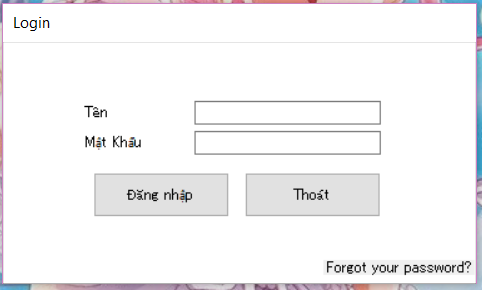 Login
Tên
Mật Khẩu
Đăng nhập
Thoát
Forgot your password?